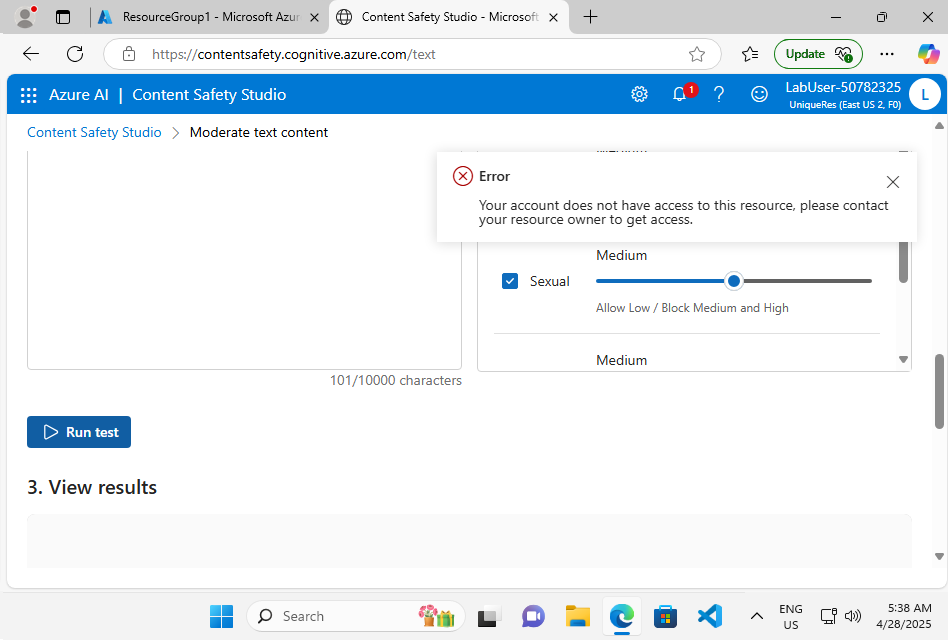 ResourceGroup1 - Microsoft Azur
Content Safety Studio - Microsoft
https://contentsafety.cognitive.azure.com/text
Update
Azure AI | Content Safety Studio
1
?
LabUser-50782325
UniqueRes (East US 2, F0)
L
Content Safety Studio > Moderate text content
Error
Your account does not have access to this resource, please contact
your resource owner to get access.
Medium
Sexual
Allow Low / Block Medium and High
Medium
101/10000 characters
Run test
3. View results
Search
ENG
US
5:38 AM
4/28/2025